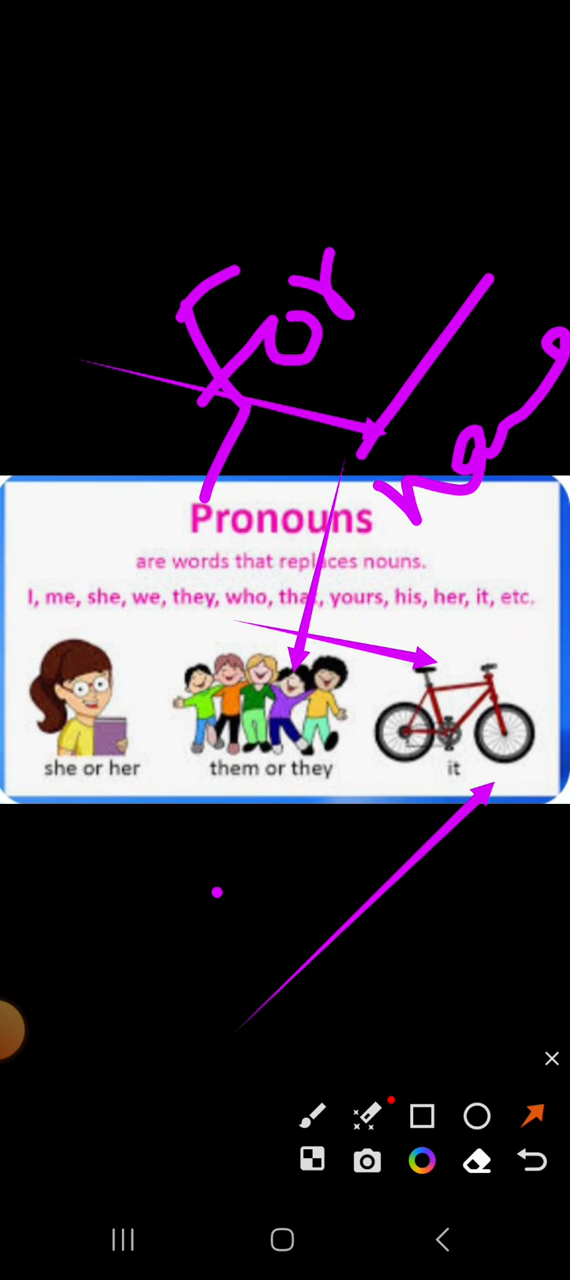 For
Pronouns
are words that replaces nouns.
I, me, she, we, they, who, that, yours, his, her, it, etc.
she or her
them or they
it